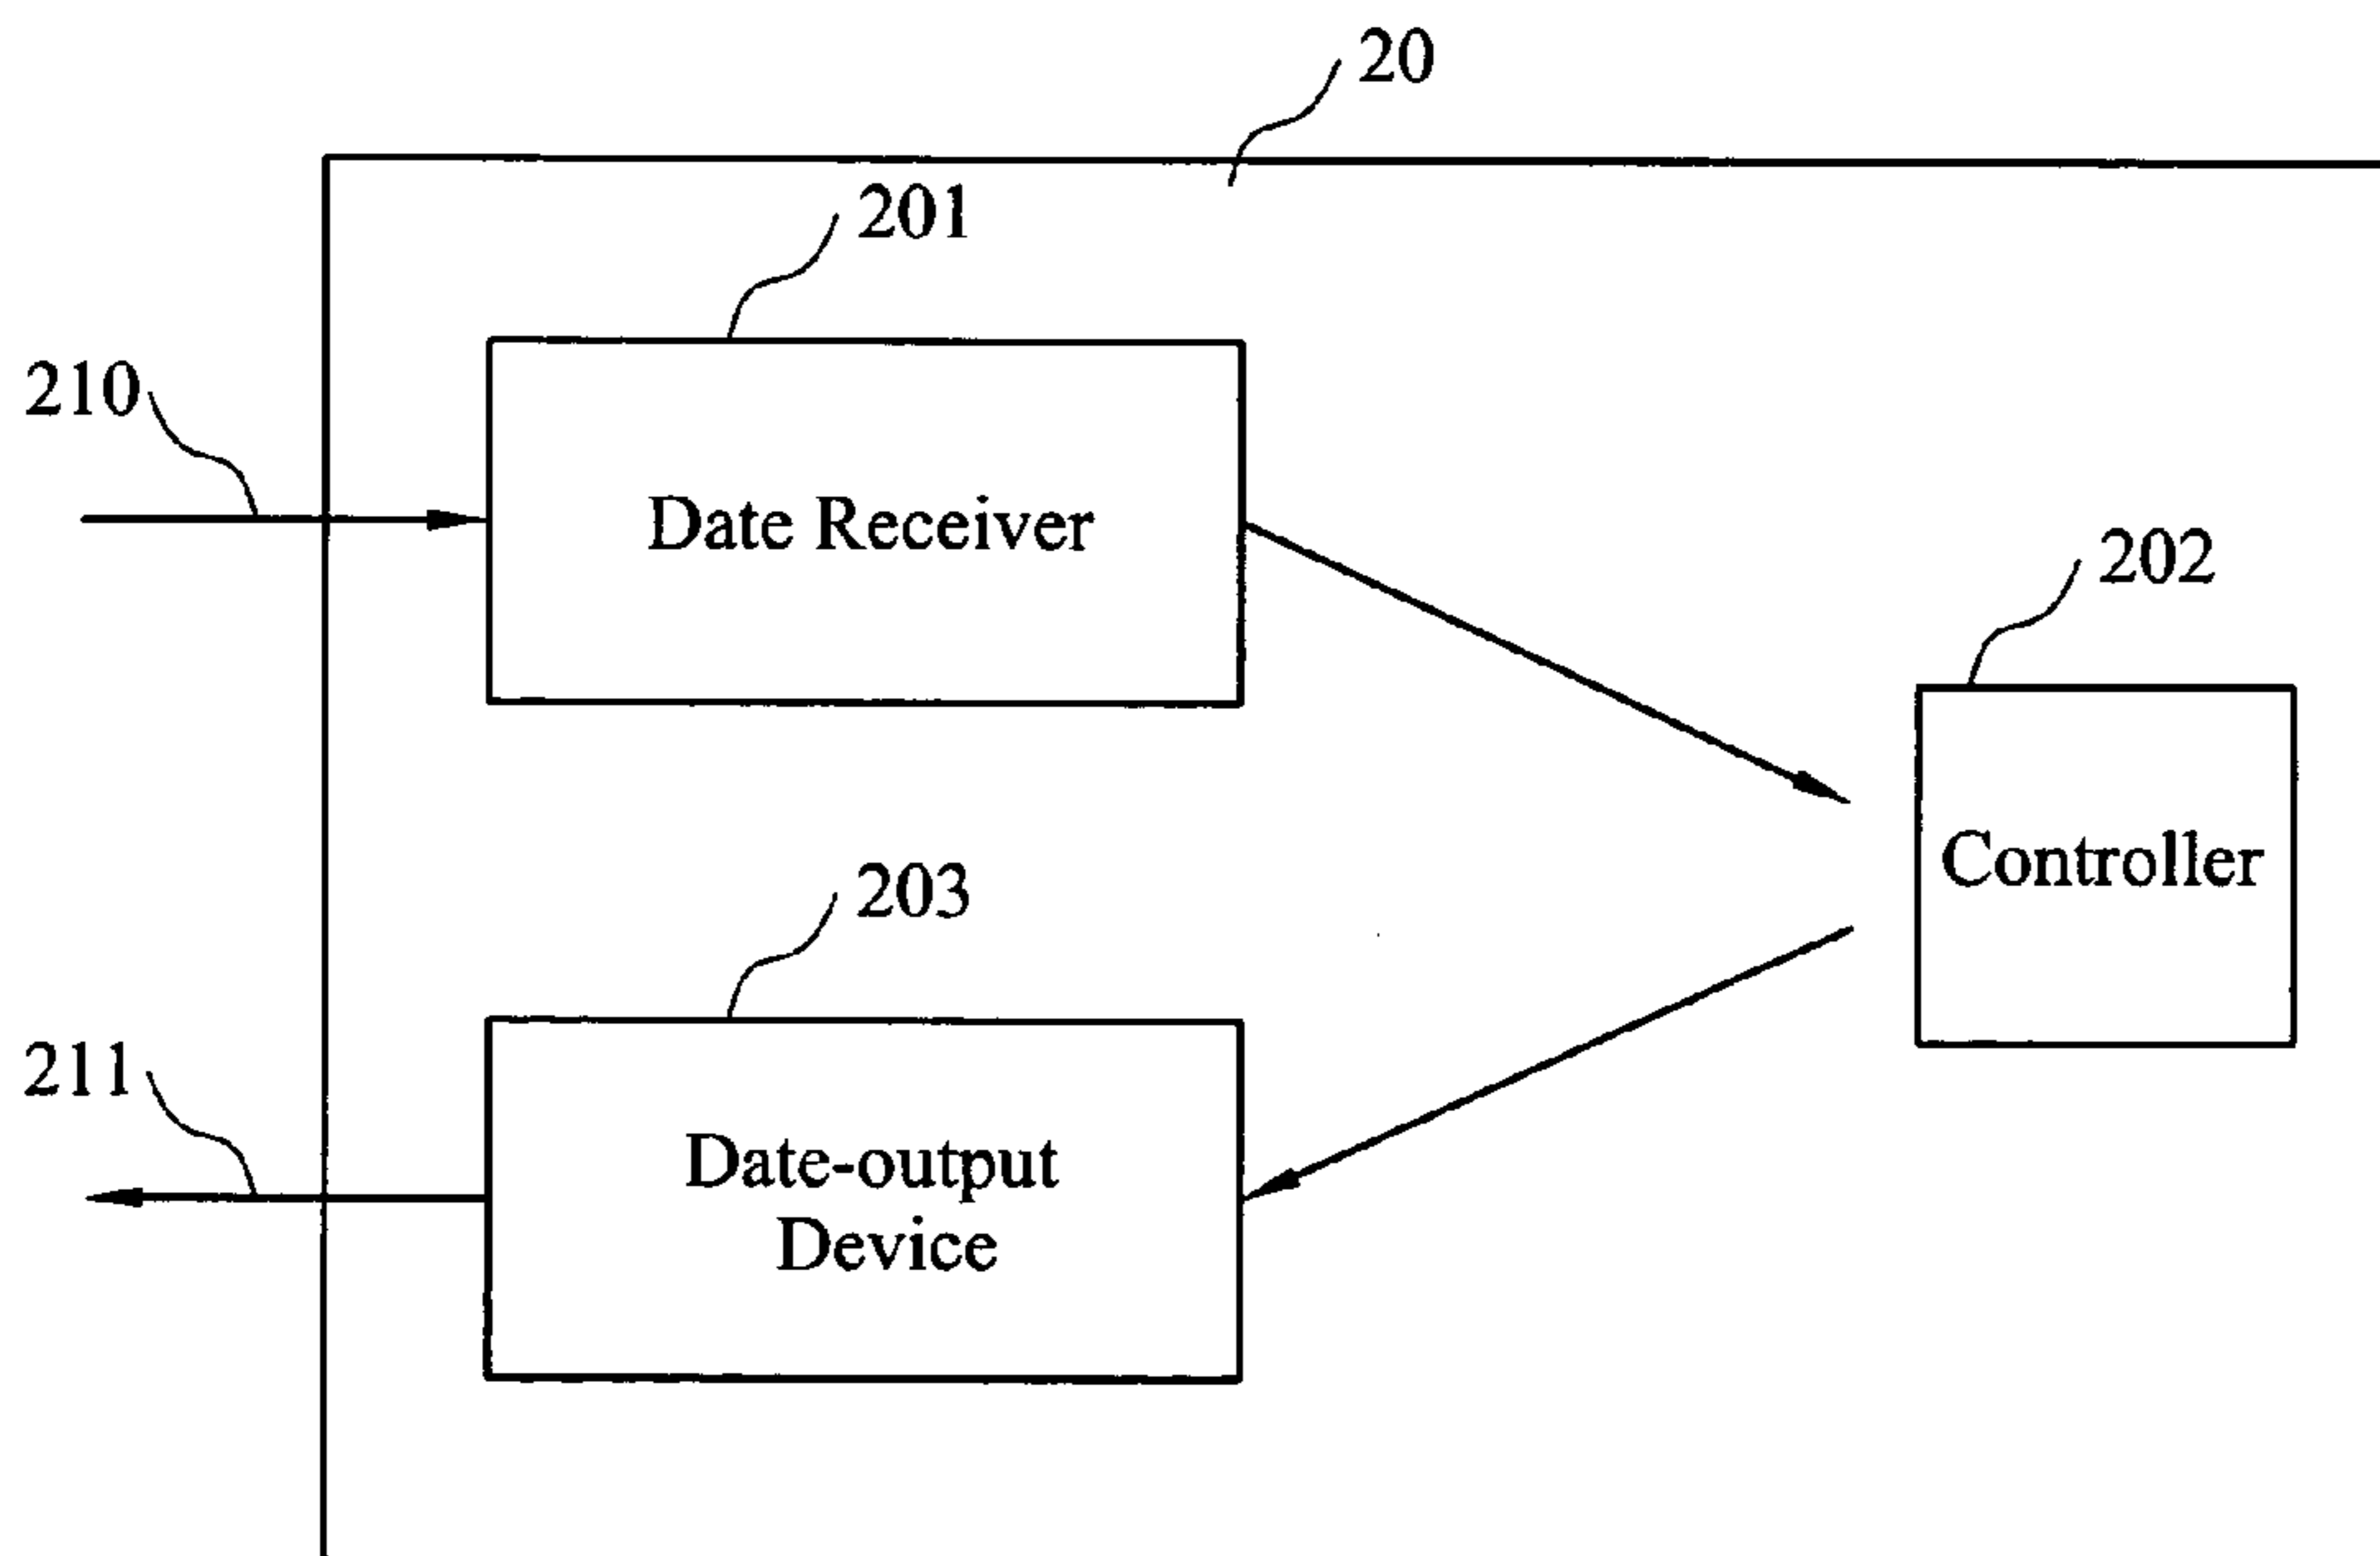 20
201
210
Date Receiver
202
Controller
203
211
Date-output
Device